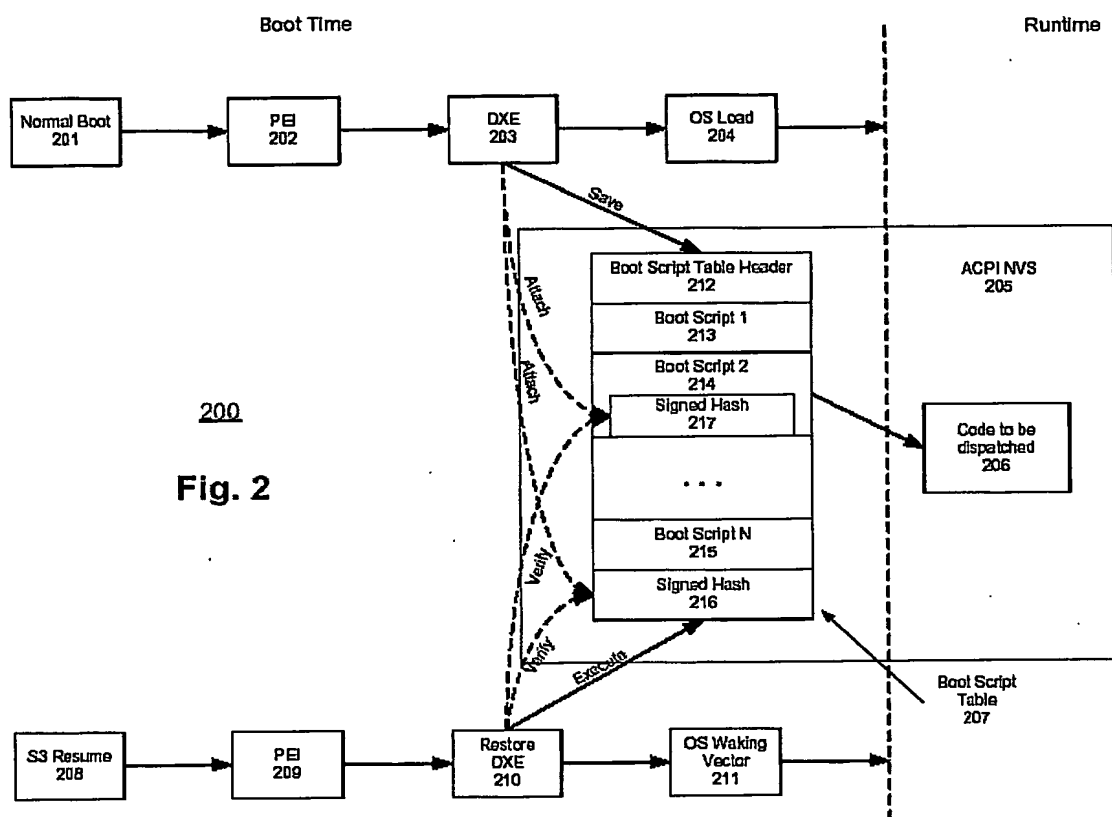 Boot Time
Runtime
Normal Boot
201
PEI
202
DXE
203
OS Load
204
Save
Boot Script Table Header
212
ACPI NVS
205
Attach
Boot Script 1
213
Attach
Boot Script 2
214
Signed Hash
217
200
Code to be
dispatched
206
Fig. 2
. . .
Boot Script N
215
Verify
Signed Hash
216
Verify
Execute
Boot Script
Table
207
S3 Resume
208
PEI
209
Restore
DXE
210
OS Waking
Vector
211